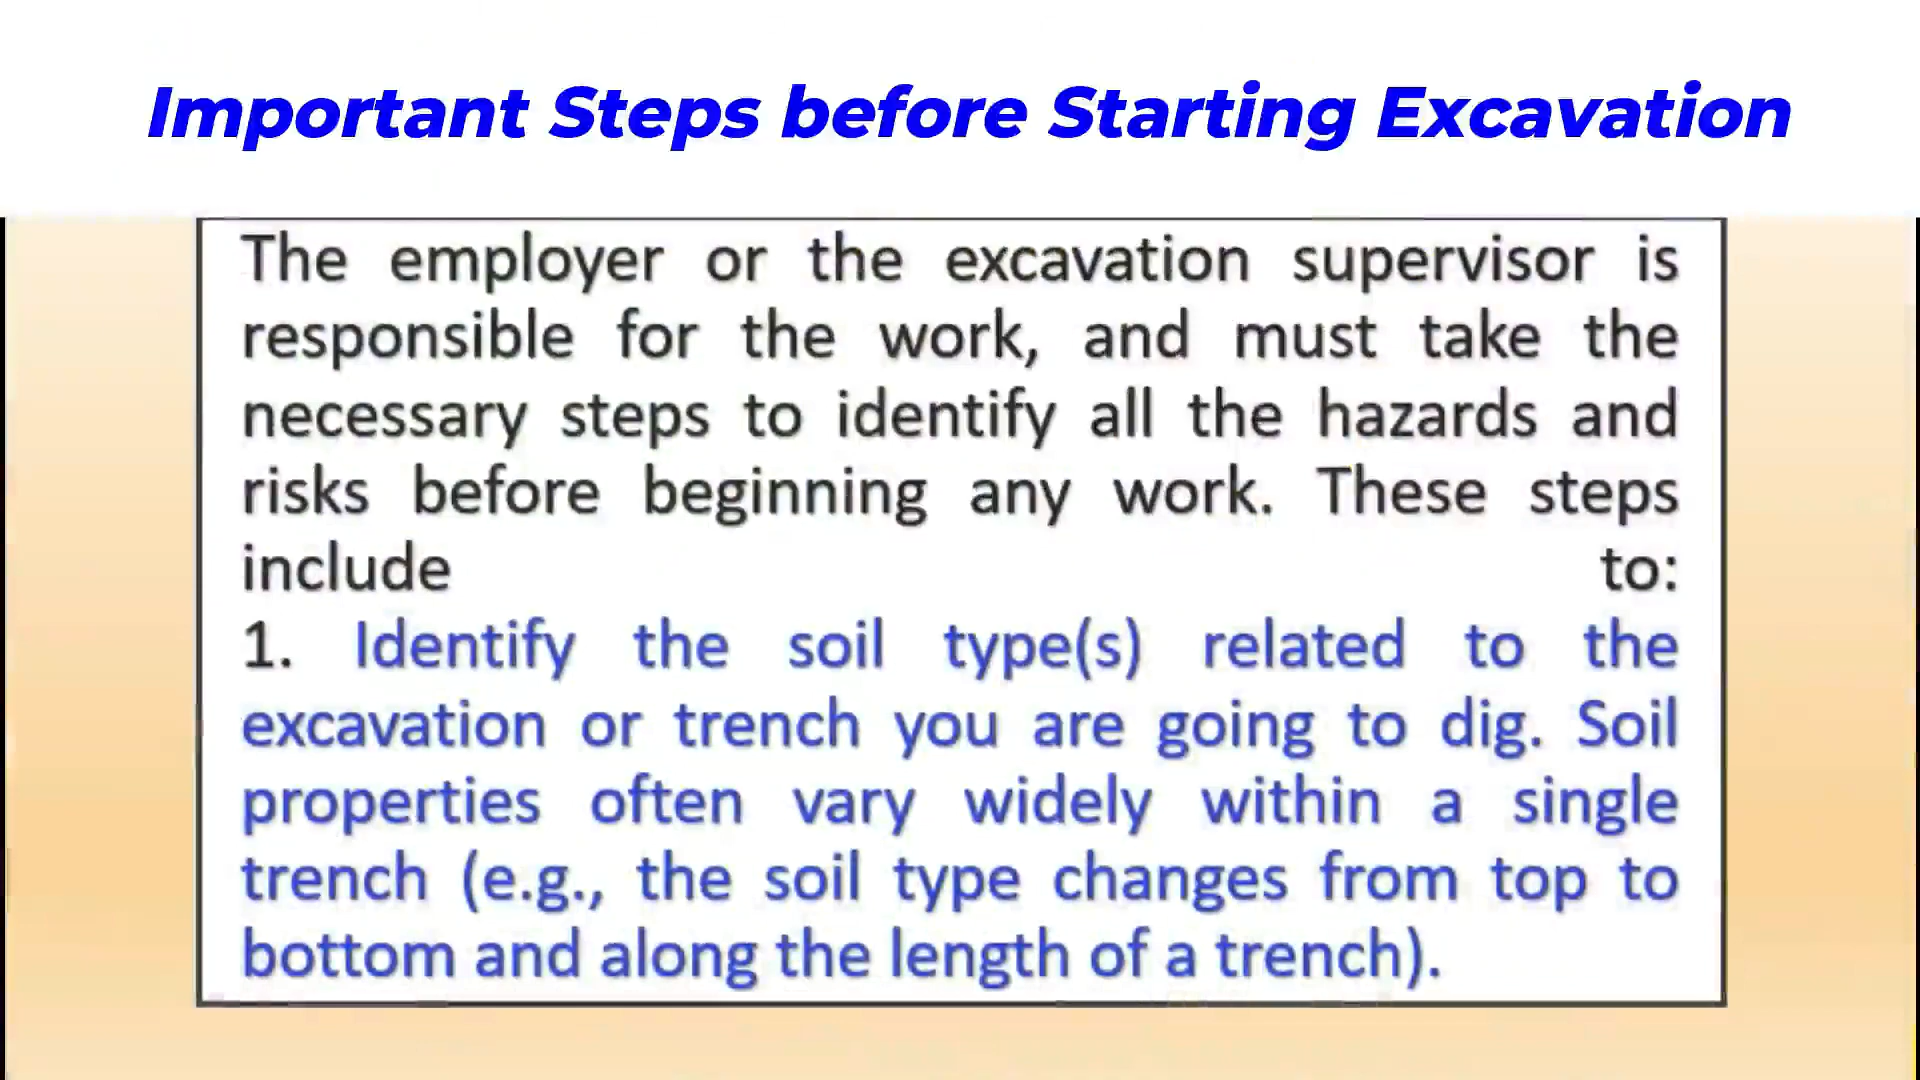 Important Steps before Starting Excavation
The employer or the excavation supervisor is
responsible for the work, and must take the
necessary steps to identify all the hazards and
risks before beginning any work. These steps
include to:
1. Identify the soil type(s) related to the
excavation or trench you are going to dig. Soil
properties often vary widely within a single
trench (e.g., the soil type changes from top to
bottom and along the length of a trench).